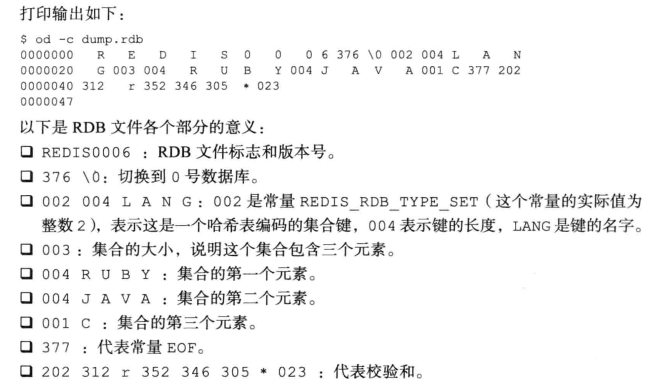 打印输出如下：
$ od -c dump.rdb
0000000 R E D I S 0 0 0 6 376 \0 002 004 L A N
0000020 G 003 004 R U B Y 004 J A V A 001 C 377 202
0000040 312 r 352 346 305 * 023
0000047
以下是 RDB 文件各个部分的意义：
❑ REDIS0006 ：RDB 文件标志和版本号。
❑ 376 \0：切换到 0 号数据库。
❑ 002 004 L A N G：002 是常量 REDIS_RDB_TYPE_SET（这个常量的实际值为
整数 2），表示这是一个哈希表编码的集合键，004 表示键的长度，LANG 是键的名字。
❑ 003：集合的大小，说明这个集合包含三个元素。
❑ 004 R U B Y ：集合的第一个元素。
❑ 004 J A V A ：集合的第二个元素。
❑ 001 C ：集合的第三个元素。
❑ 377 ：代表常量 EOF。
❑ 202 312 r 352 346 305 * 023 ：代表校验和。